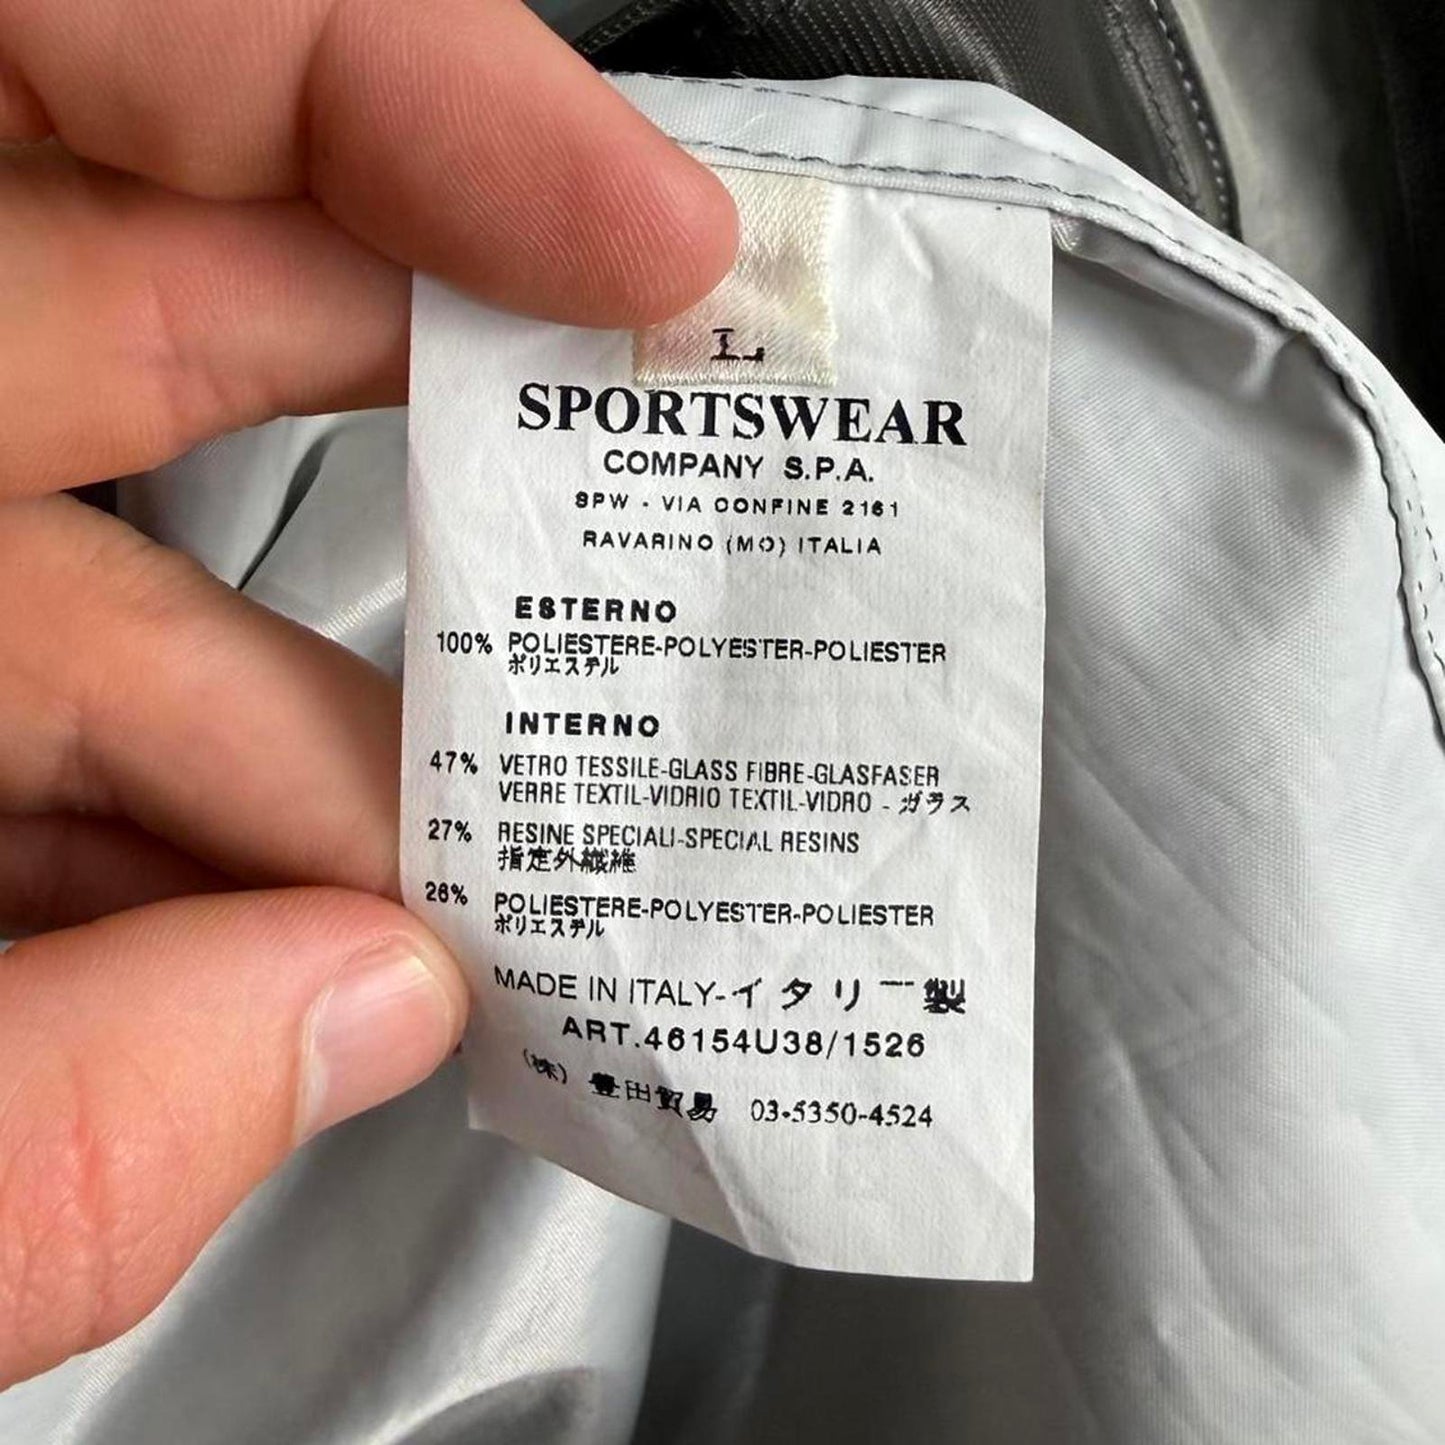 L
SPORTSWEAR
COMPANY S.P.A.
SPW - VIA CONFINE 2161
RAVARINO (MO) ITALIA
ESTERNO
100% POLIESTERE-POLYESTER-POLIESTER
ポリエステル
INTERNO
47% VETRO TESSILE-GLASS FIBRE-GLASFASER
VERRE TEXTIL-VIDRIO TEXTIL-VIDRO - ガラス
27% RESINE SPECIALI-SPECIAL RESINS
指定外繊維
26% POLIESTERE-POLYESTER-POLIESTER
ポリエステル
MADE IN ITALY-イタリー製
ART.46154U38/1526
(株) 豊田貿易 03-5350-4524